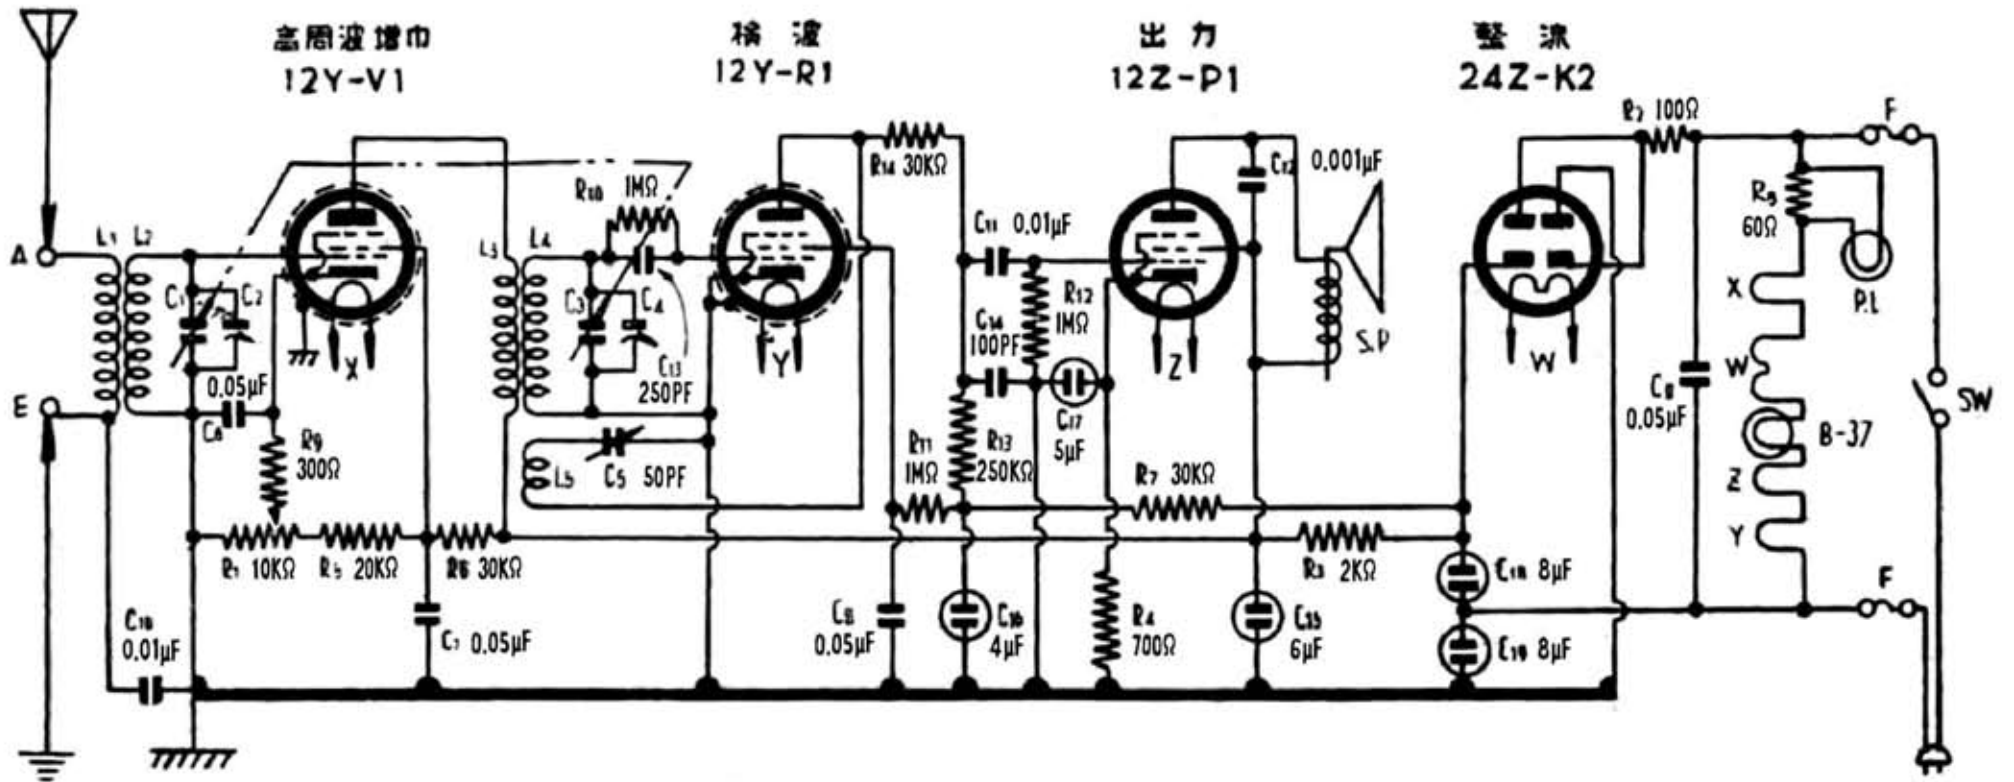 高周波増巾
12Y-V1
検波
12Y-R1
出力
12Z-P1
整流
24Z-K2
A
E
L1
L2
C1
C2
0.05μF
C6
R9
300Ω
X
R1 10KΩ
R5 20KΩ
R6 30KΩ
C10
0.01μF
C7 0.05μF
L3
L4
R10
1MΩ
C3
C4
C13
250PF
L5
C5 50PF
Y
R14 30KΩ
C11 0.01μF
C14
100PF
R12
1MΩ
R11
1MΩ
R13
250KΩ
C17
5μF
C8
0.05μF
C16
4μF
R7 30KΩ
R4
700Ω
Z
C12 0.001μF
S.P
C15
6μF
R3 2KΩ
C18 8μF
C19 8μF
W
R2 100Ω
C9
0.05μF
R8
60Ω
P.L
X
W
B-37
Z
Y
F
F
SW